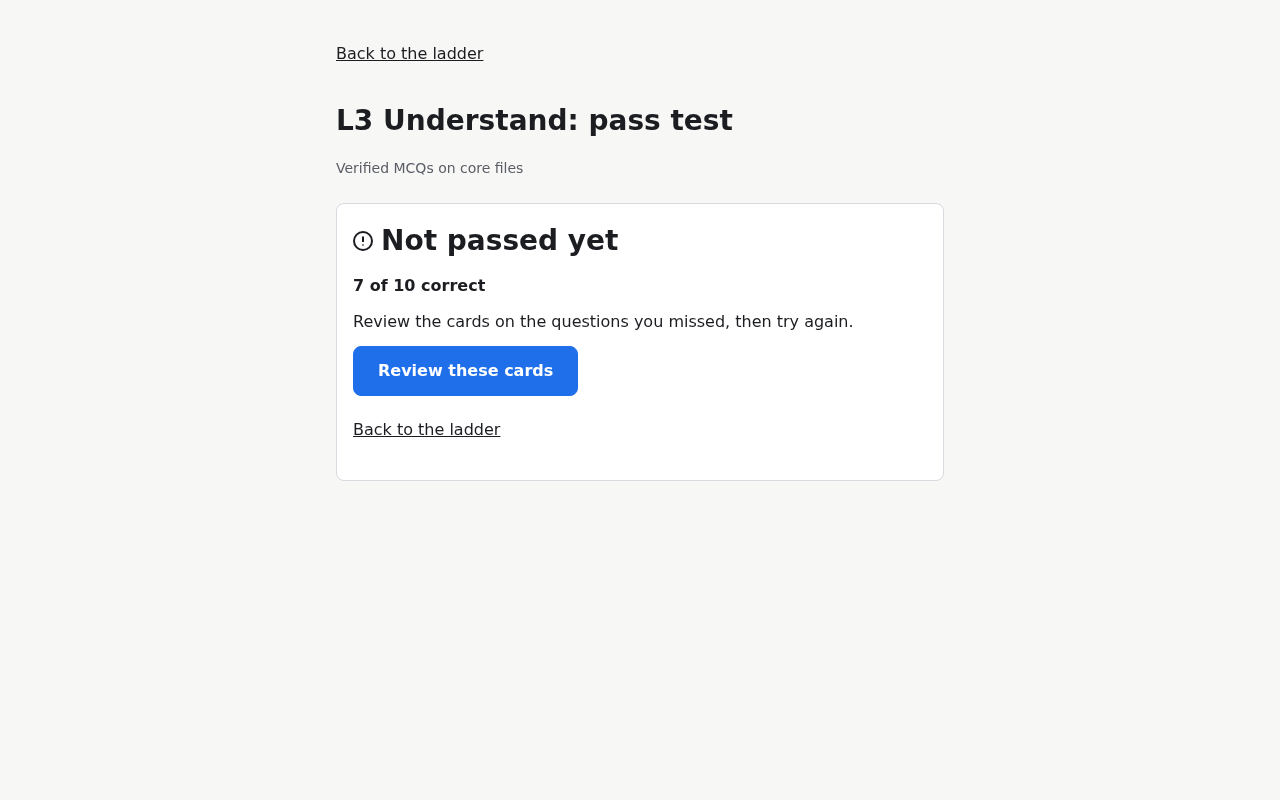 Back to the ladder
L3 Understand: pass test
Verified MCQs on core files
Not passed yet
7 of 10 correct
Review the cards on the questions you missed, then try again.
Review these cards
Back to the ladder